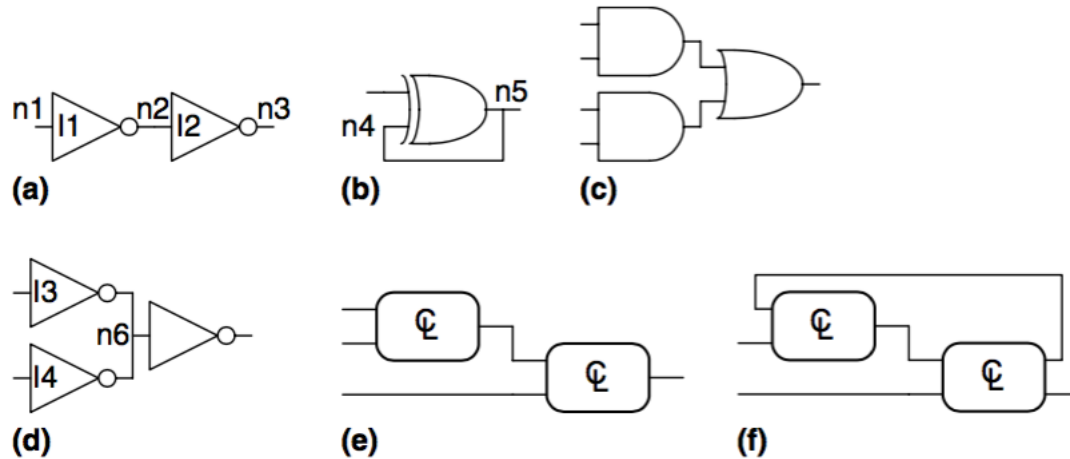 n1 I1 n2 I2 n3
n4 n5
(a) (b) (c)
I3
n6
I4
CL CL
CL CL
(d) (e) (f)